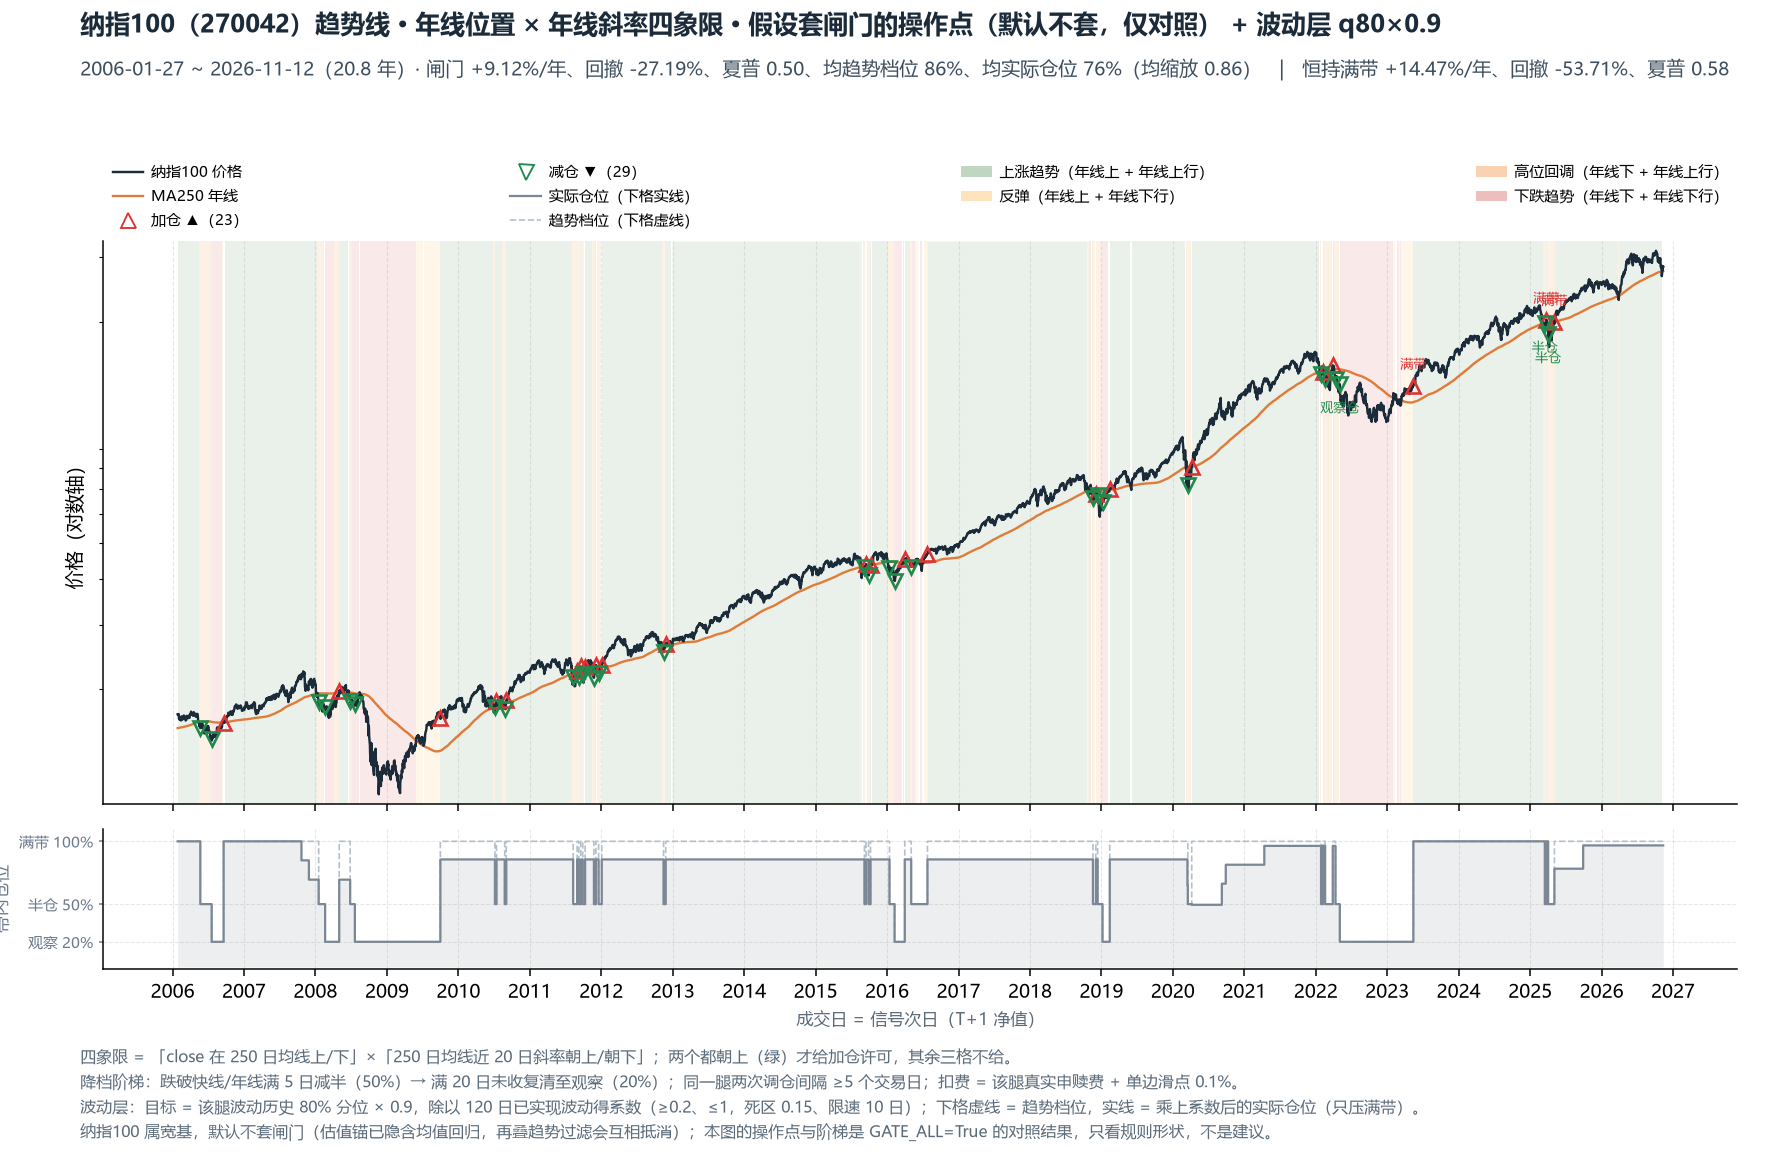 纳指100（270042）趋势线·年线位置 × 年线斜率四象限·假设套闸门的操作点（默认不套，仅对照） + 波动层 q80×0.9
2006-01-27 ~ 2026-11-12（20.8 年）· 闸门 +9.12%/年、回撤 -27.19%、夏普 0.50、均趋势档位 86%、均实际仓位 76%（均缩放 0.86） | 恒持满带 +14.47%/年、回撤 -53.71%、夏普 0.58
纳指100 价格
MA250 年线
加仓 ▲（23）
减仓 ▼（29）
实际仓位（下格实线）
趋势档位（下格虚线）
上涨趋势（年线上 + 年线上行）
反弹（年线上 + 年线下行）
高位回调（年线下 + 年线上行）
下跌趋势（年线下 + 年线下行）
价格（对数轴）
满带
满带
半仓
半仓
满带
观察仓
满带 100%
半仓 50%
观察 20%
2006 2007 2008 2009 2010 2011 2012 2013 2014 2015 2016 2017 2018 2019 2020 2021 2022 2023 2024 2025 2026 2027
成交日 = 信号次日（T+1 净值）
四象限 = 「close 在 250 日均线上/下」×「250 日均线近 20 日斜率朝上/朝下」；两个都朝上（绿）才给加仓许可，其余三格不给。
降档阶梯：跌破快线/年线满 5 日减半（50%）→ 满 20 日未收复清至观察（20%）；同一腿两次调仓间隔 ≥5 个交易日；扣费 = 该腿真实申赎费 + 单边滑点 0.1%。
波动层：目标 = 该腿波动历史 80% 分位 × 0.9，除以 120 日已实现波动得系数（≥0.2、≤1，死区 0.15、限速 10 日）；下格虚线 = 趋势档位，实线 = 乘上系数后的实际仓位（只压满带）。
纳指100 属宽基，默认不套闸门（估值锚已隐含均值回归，再叠趋势过滤会互相抵消）；本图的操作点与阶梯是 GATE_ALL=True 的对照结果，只看规则形状，不是建议。